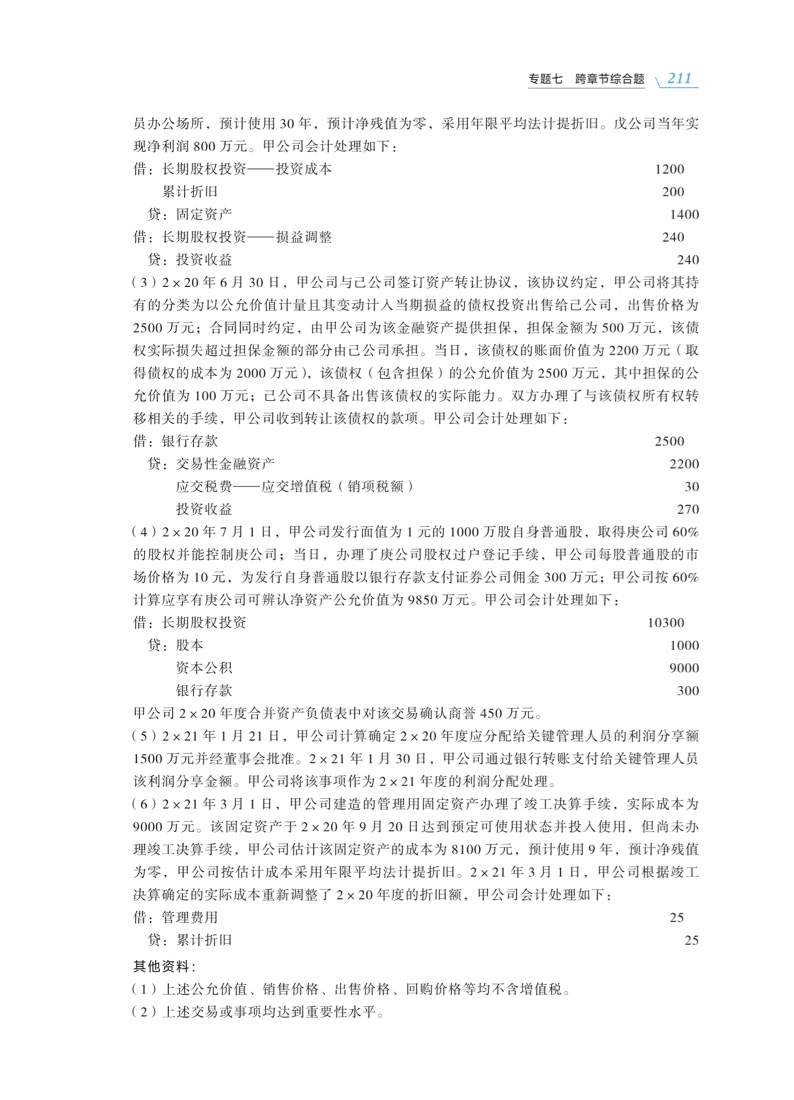 专题七 跨章节综合题 211
员办公场所，预计使用 30 年，预计净残值为零，采用年限平均法计提折旧。戊公司当年实
现净利润 800 万元。甲公司会计处理如下：
借：长期股权投资——投资成本 1200
累计折旧 200
贷：固定资产 1400
借：长期股权投资——损益调整 240
贷：投资收益 240
（3）2 × 20 年 6 月 30 日，甲公司与己公司签订资产转让协议，该协议约定，甲公司将其持
有的分类为以公允价值计量且其变动计入当期损益的债权投资出售给己公司，出售价格为
2500 万元；合同同时约定，由甲公司为该金融资产提供担保，担保金额为 500 万元，该债
权实际损失超过担保金额的部分由己公司承担。当日，该债权的账面价值为 2200 万元（取
得债权的成本为 2000 万元），该债权（包含担保）的公允价值为 2500 万元，其中担保的公
允价值为 100 万元；己公司不具备出售该债权的实际能力。双方办理了与该债权所有权转
移相关的手续，甲公司收到转让该债权的款项。甲公司会计处理如下：
借：银行存款 2500
贷：交易性金融资产 2200
应交税费——应交增值税（销项税额） 30
投资收益 270
（4）2 × 20 年 7 月 1 日，甲公司发行面值为 1 元的 1000 万股自身普通股，取得庚公司 60%
的股权并能控制庚公司；当日，办理了庚公司股权过户登记手续，甲公司每股普通股的市
场价格为 10 元，为发行自身普通股以银行存款支付证券公司佣金 300 万元；甲公司按 60%
计算应享有庚公司可辨认净资产公允价值为 9850 万元。甲公司会计处理如下：
借：长期股权投资 10300
贷：股本 1000
资本公积 9000
银行存款 300
甲公司 2 × 20 年度合并资产负债表中对该交易确认商誉 450 万元。
（5）2 × 21 年 1 月 21 日，甲公司计算确定 2 × 20 年度应分配给关键管理人员的利润分享额
1500 万元并经董事会批准。2 × 21 年 1 月 30 日，甲公司通过银行转账支付给关键管理人员
该利润分享金额。甲公司将该事项作为 2 × 21 年度的利润分配处理。
（6）2 × 21 年 3 月 1 日，甲公司建造的管理用固定资产办理了竣工决算手续，实际成本为
9000 万元。该固定资产于 2 × 20 年 9 月 20 日达到预定可使用状态并投入使用，但尚未办
理竣工决算手续，甲公司估计该固定资产的成本为 8100 万元，预计使用 9 年，预计净残值
为零，甲公司按估计成本采用年限平均法计提折旧。2 × 21 年 3 月 1 日，甲公司根据竣工
决算确定的实际成本重新调整了 2 × 20 年度的折旧额，甲公司会计处理如下：
借：管理费用 25
贷：累计折旧 25
其他资料：
（1）上述公允价值、销售价格、出售价格、回购价格等均不含增值税。
（2）上述交易或事项均达到重要性水平。